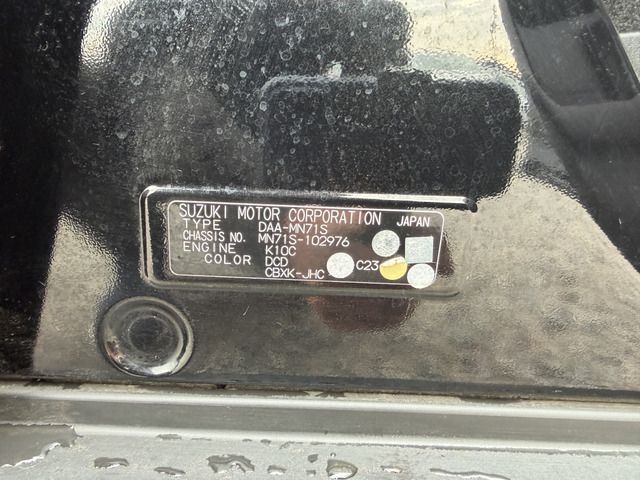 SUZUKI MOTOR CORPORATION JAPAN
TYPE DAA-MN71S
CHASSIS NO. MN71S-102976
ENGINE K10C
COLOR DCD C23
CBXK-JHC